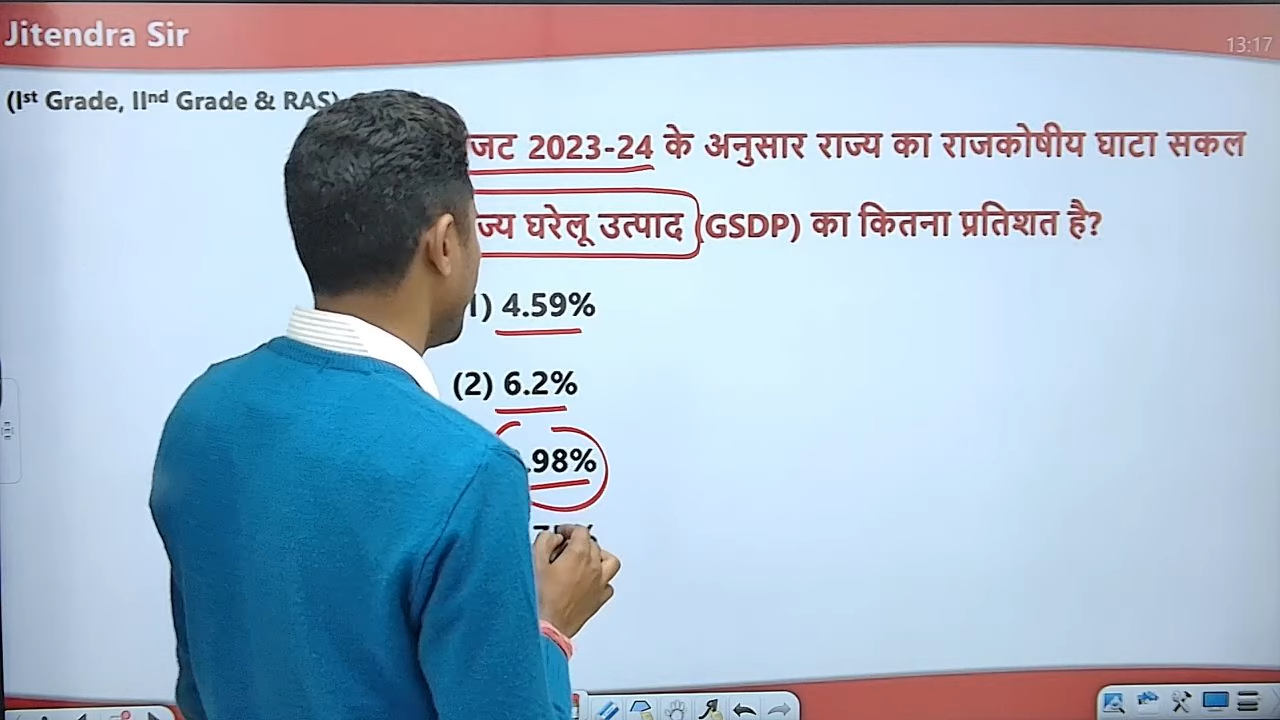 Jitendra Sir
13:17
(Iˢᵗ Grade, IIⁿᵈ Grade & RAS)
2023-24 के अनुसार राज्य का राजकोषीय घाटा सकल
घरेलू उत्पाद (GSDP) का कितना प्रतिशत है?
1) 4.59%
(2) 6.2%
.98%